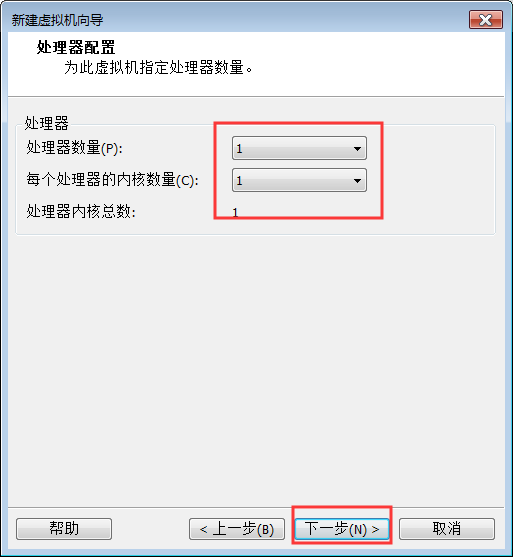 新建虚拟机向导
处理器配置
为此虚拟机指定处理器数量。
处理器
处理器数量(P): 1
每个处理器的内核数量(C): 1
处理器内核总数: 1
帮助 < 上一步(B) 下一步(N) > 取消